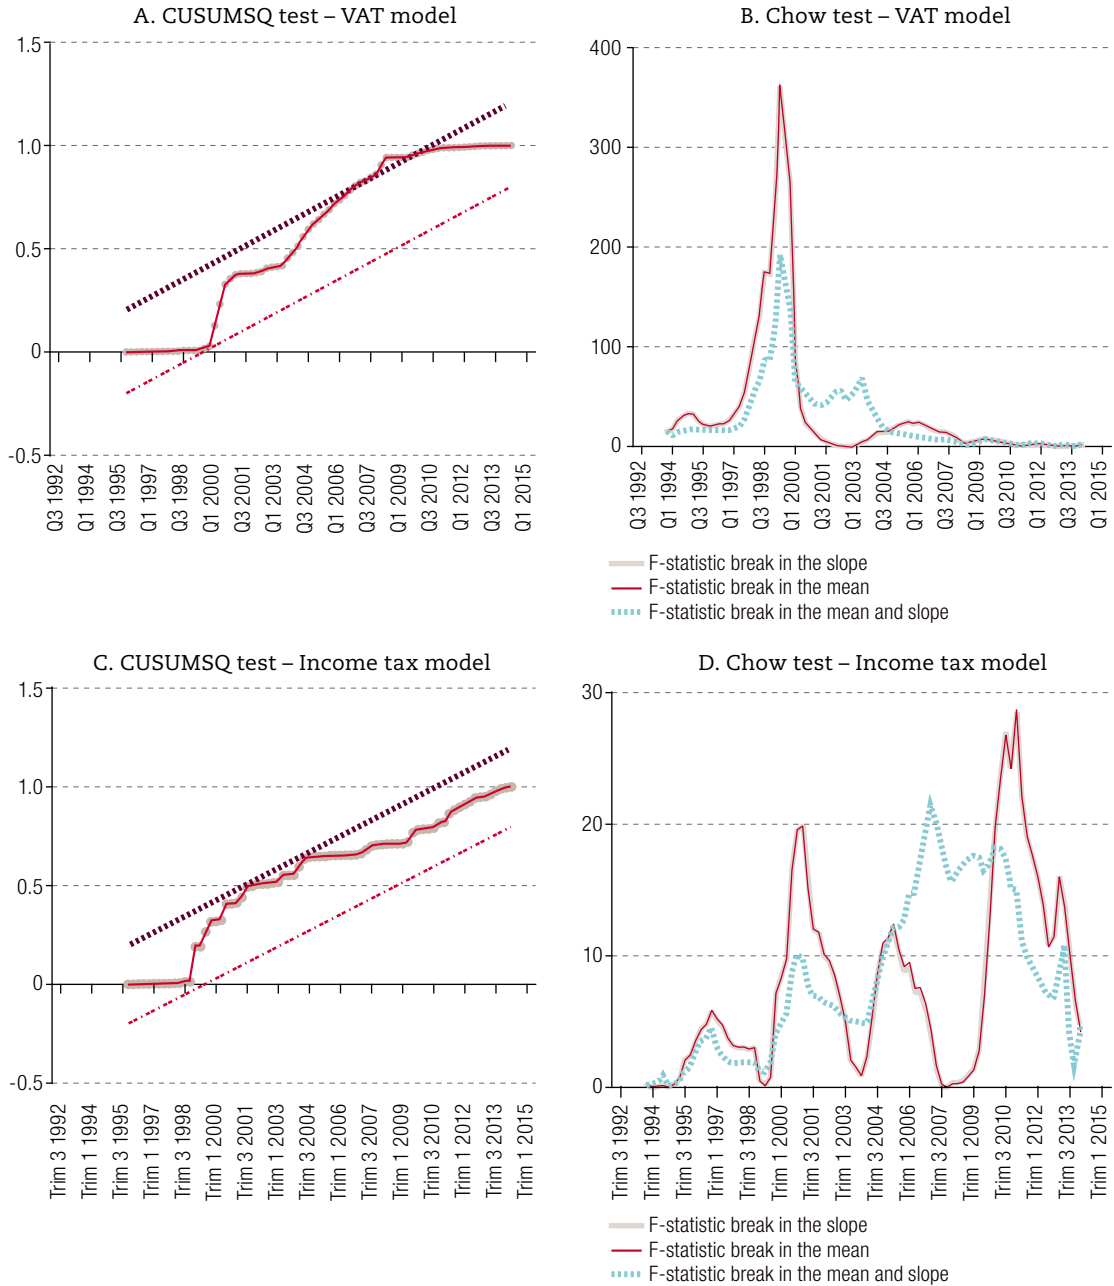 A. CUSUMSQ test – VAT model
1.5
1.0
0.5
0
-0.5
Q3 1992
Q1 1994
Q3 1995
Q1 1997
Q3 1998
Q1 2000
Q3 2001
Q1 2003
Q3 2004
Q1 2006
Q3 2007
Q1 2009
Q3 2010
Q1 2012
Q3 2013
Q1 2015
B. Chow test – VAT model
400
300
200
100
0
Q3 1992
Q1 1994
Q3 1995
Q1 1997
Q3 1998
Q1 2000
Q3 2001
Q1 2003
Q3 2004
Q1 2006
Q3 2007
Q1 2009
Q3 2010
Q1 2012
Q3 2013
Q1 2015
F-statistic break in the slope
F-statistic break in the mean
F-statistic break in the mean and slope
C. CUSUMSQ test – Income tax model
1.5
1.0
0.5
0
-0.5
Trim 3 1992
Trim 1 1994
Trim 3 1995
Trim 1 1997
Trim 3 1998
Trim 1 2000
Trim 3 2001
Trim 1 2003
Trim 3 2004
Trim 1 2006
Trim 3 2007
Trim 1 2009
Trim 3 2010
Trim 1 2012
Trim 3 2013
Trim 1 2015
D. Chow test – Income tax model
30
20
10
0
Trim 3 1992
Trim 1 1994
Trim 3 1995
Trim 1 1997
Trim 3 1998
Trim 1 2000
Trim 3 2001
Trim 1 2003
Trim 3 2004
Trim 1 2006
Trim 3 2007
Trim 1 2009
Trim 3 2010
Trim 1 2012
Trim 3 2013
Trim 1 2015
F-statistic break in the slope
F-statistic break in the mean
F-statistic break in the mean and slope